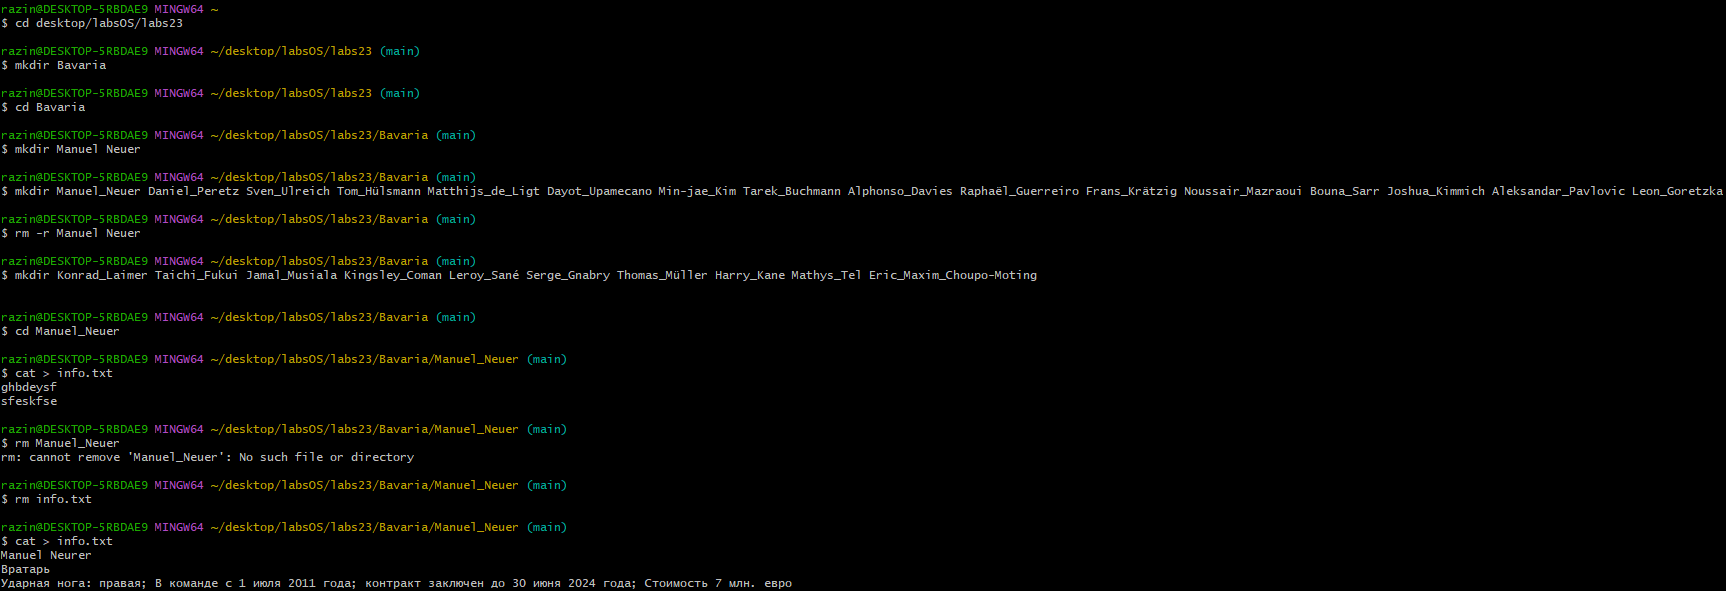 razin@DESKTOP-5RBDAE9 MINGW64 ~
$ cd desktop/labsOS/labs23
razin@DESKTOP-5RBDAE9 MINGW64 ~/desktop/labsOS/labs23 (main)
$ mkdir Bavaria
razin@DESKTOP-5RBDAE9 MINGW64 ~/desktop/labsOS/labs23 (main)
$ cd Bavaria
razin@DESKTOP-5RBDAE9 MINGW64 ~/desktop/labsOS/labs23/Bavaria (main)
$ mkdir Manuel Neuer
razin@DESKTOP-5RBDAE9 MINGW64 ~/desktop/labsOS/labs23/Bavaria (main)
$ mkdir Manuel_Neuer Daniel_Peretz Sven_Ulreich Tom_Hülsmann Matthijs_de_Ligt Dayot_Upamecano Min-jae_Kim Tarek_Buchmann Alphonso_Davies Raphaël_Guerreiro Frans_Krätzig Noussair_Mazraoui Bouna_Sarr Joshua_Kimmich Aleksandar_Pavlovic Leon_Goretzka
razin@DESKTOP-5RBDAE9 MINGW64 ~/desktop/labsOS/labs23/Bavaria (main)
$ rm -r Manuel Neuer
razin@DESKTOP-5RBDAE9 MINGW64 ~/desktop/labsOS/labs23/Bavaria (main)
$ mkdir Konrad_Laimer Taichi_Fukui Jamal_Musiala Kingsley_Coman Leroy_Sané Serge_Gnabry Thomas_Müller Harry_Kane Mathys_Tel Eric_Maxim_Choupo-Moting
razin@DESKTOP-5RBDAE9 MINGW64 ~/desktop/labsOS/labs23/Bavaria (main)
$ cd Manuel_Neuer
razin@DESKTOP-5RBDAE9 MINGW64 ~/desktop/labsOS/labs23/Bavaria/Manuel_Neuer (main)
$ cat > info.txt
ghbdeysf
sfeskfse
razin@DESKTOP-5RBDAE9 MINGW64 ~/desktop/labsOS/labs23/Bavaria/Manuel_Neuer (main)
$ rm Manuel_Neuer
rm: cannot remove 'Manuel_Neuer': No such file or directory
razin@DESKTOP-5RBDAE9 MINGW64 ~/desktop/labsOS/labs23/Bavaria/Manuel_Neuer (main)
$ rm info.txt
razin@DESKTOP-5RBDAE9 MINGW64 ~/desktop/labsOS/labs23/Bavaria/Manuel_Neuer (main)
$ cat > info.txt
Manuel Neurer
Вратарь
Ударная нога: правая; В команде с 1 июля 2011 года; контракт заключен до 30 июня 2024 года; Стоимость 7 млн. евро